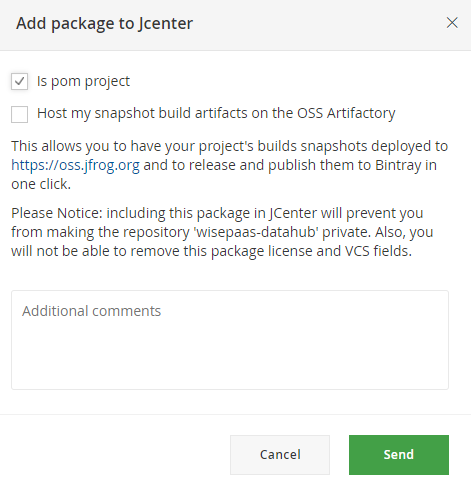 Add package to Jcenter
Is pom project
Host my snapshot build artifacts on the OSS Artifactory
This allows you to have your project's builds snapshots deployed to
https://oss.jfrog.org and to release and publish them to Bintray in
one click.
Please Notice: including this package in JCenter will prevent you
from making the repository 'wisepaas-datahub' private. Also, you
will not be able to remove this package license and VCS fields.
Additional comments
Cancel
Send